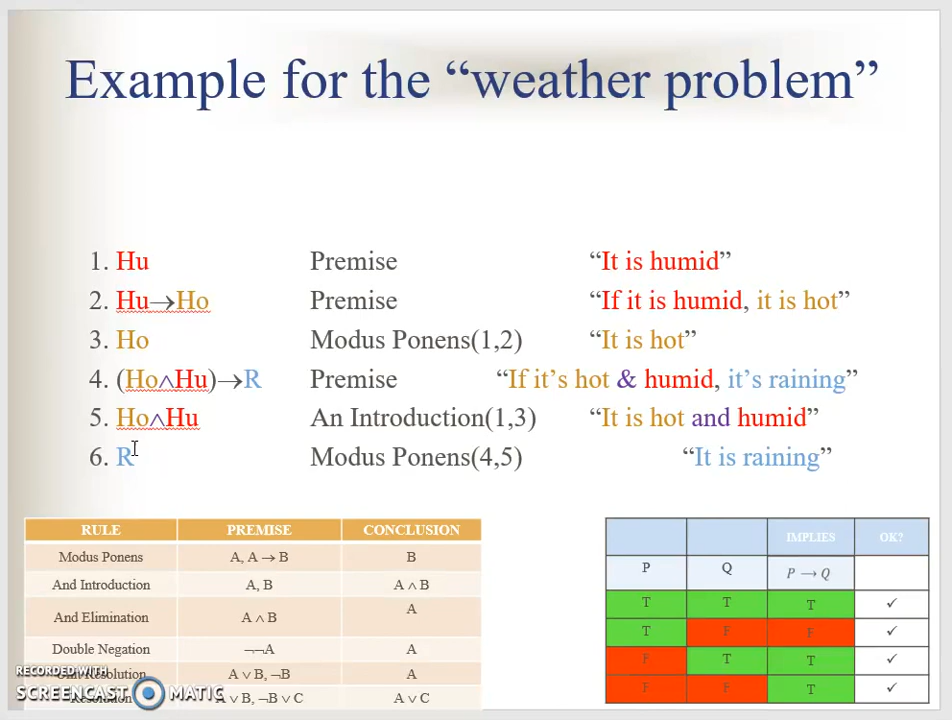 Example for the “weather problem”
1. Hu Premise “It is humid”
2. Hu→Ho Premise “If it is humid, it is hot”
3. Ho Modus Ponens(1,2) “It is hot”
4. (Ho∧Hu)→R Premise “If it’s hot & humid, it’s raining”
5. Ho∧Hu An Introduction(1,3) “It is hot and humid”
6. R Modus Ponens(4,5) “It is raining”
RULE PREMISE CONCLUSION
Modus Ponens A, A → B B
And Introduction A, B A ∧ B
And Elimination A ∧ B A
Double Negation ¬¬A A
Resolution A ∨ B, ¬B A
Resolution A ∨ B, ¬B ∨ C A ∨ C
IMPLIES OK?
P Q P → Q
T T T ✓
T F F ✓
F T T ✓
F F T ✓
RECORDED WITH
SCREENCAST MATIC